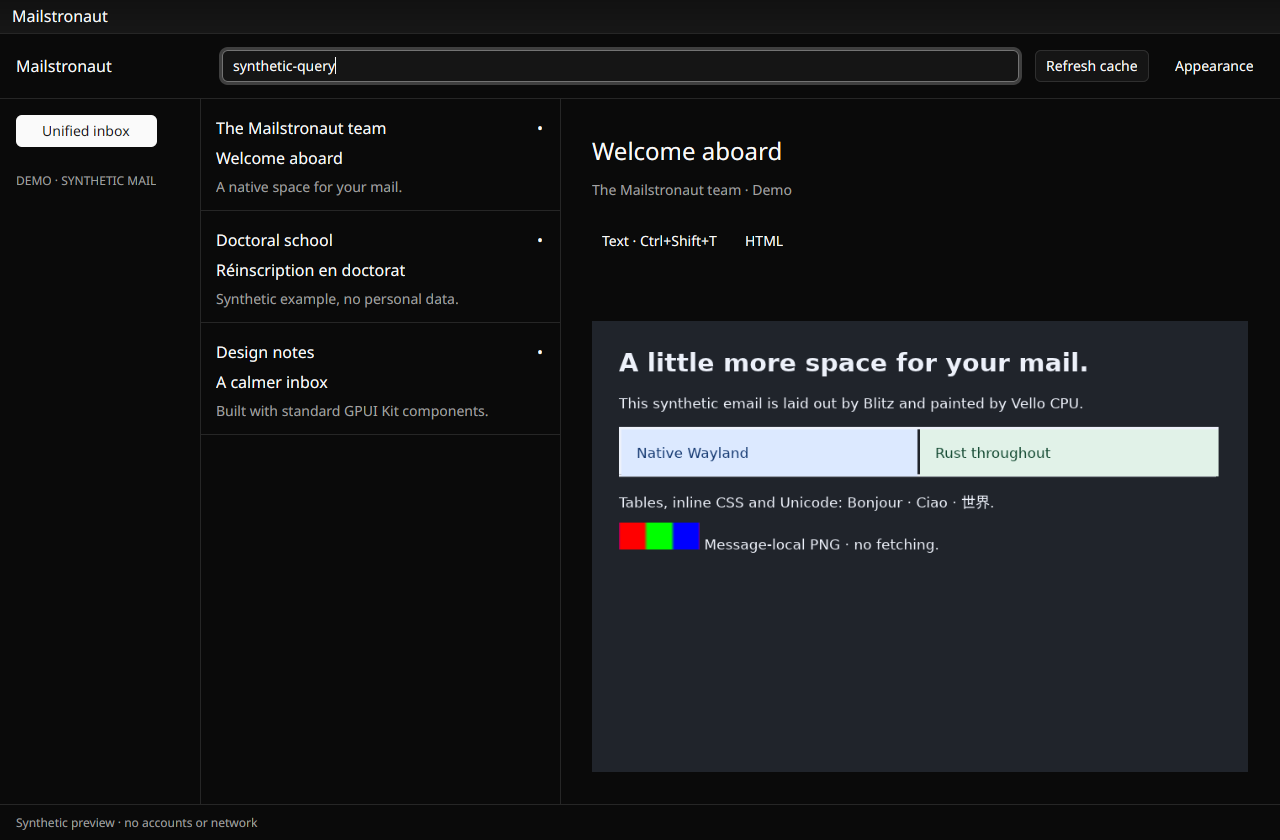 Mailstronaut
Mailstronaut
synthetic-query
Refresh cache
Appearance
Unified inbox
DEMO · SYNTHETIC MAIL
The Mailstronaut team
Welcome aboard
A native space for your mail.
Doctoral school
Réinscription en doctorat
Synthetic example, no personal data.
Design notes
A calmer inbox
Built with standard GPUI Kit components.
Welcome aboard
The Mailstronaut team · Demo
Text · Ctrl+Shift+T
HTML
A little more space for your mail.
This synthetic email is laid out by Blitz and painted by Vello CPU.
Native Wayland
Rust throughout
Tables, inline CSS and Unicode: Bonjour · Ciao · 世界.
Message-local PNG · no fetching.
Synthetic preview · no accounts or network